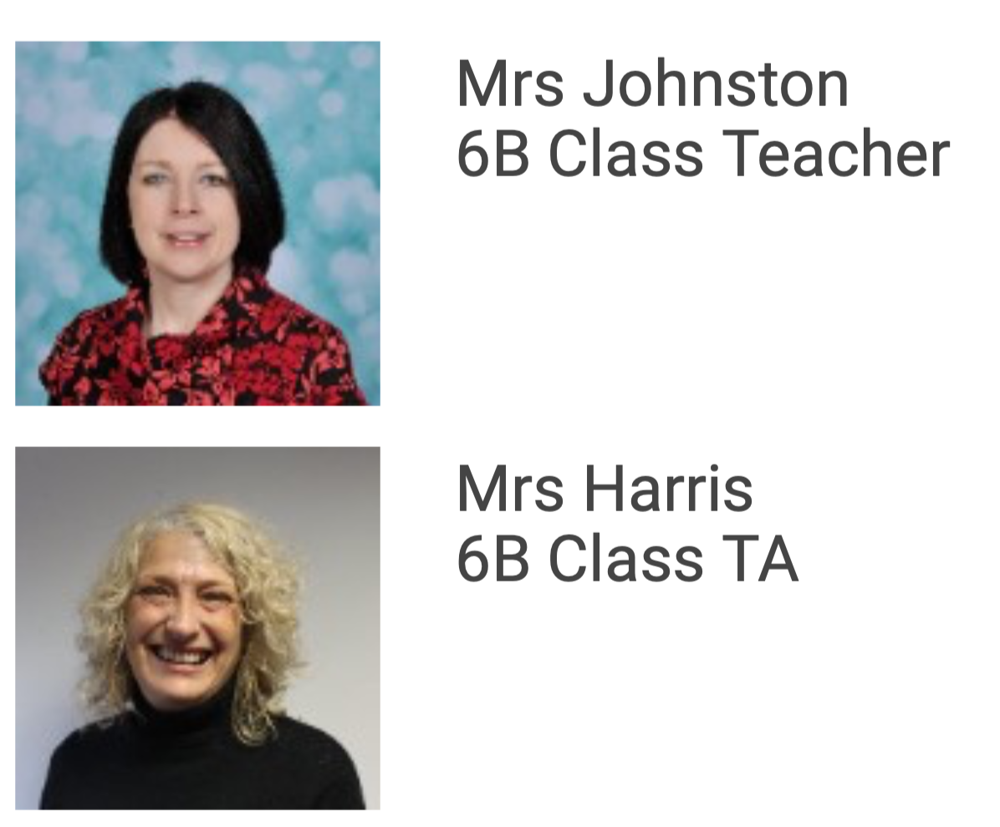 Mrs Johnston
6B Class Teacher
Mrs Harris
6B Class TA